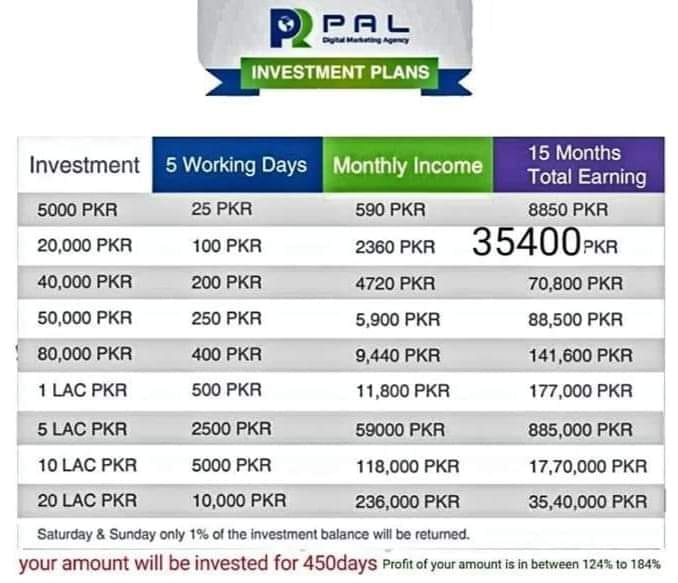 PAL
Digital Marketing Agency
INVESTMENT PLANS
Investment 5 Working Days Monthly Income 15 Months Total Earning
5000 PKR 25 PKR 590 PKR 8850 PKR
20,000 PKR 100 PKR 2360 PKR 35400 PKR
40,000 PKR 200 PKR 4720 PKR 70,800 PKR
50,000 PKR 250 PKR 5,900 PKR 88,500 PKR
80,000 PKR 400 PKR 9,440 PKR 141,600 PKR
1 LAC PKR 500 PKR 11,800 PKR 177,000 PKR
5 LAC PKR 2500 PKR 59000 PKR 885,000 PKR
10 LAC PKR 5000 PKR 118,000 PKR 17,70,000 PKR
20 LAC PKR 10,000 PKR 236,000 PKR 35,40,000 PKR
Saturday & Sunday only 1% of the investment balance will be returned.
your amount will be invested for 450days Profit of your amount is in between 124% to 184%